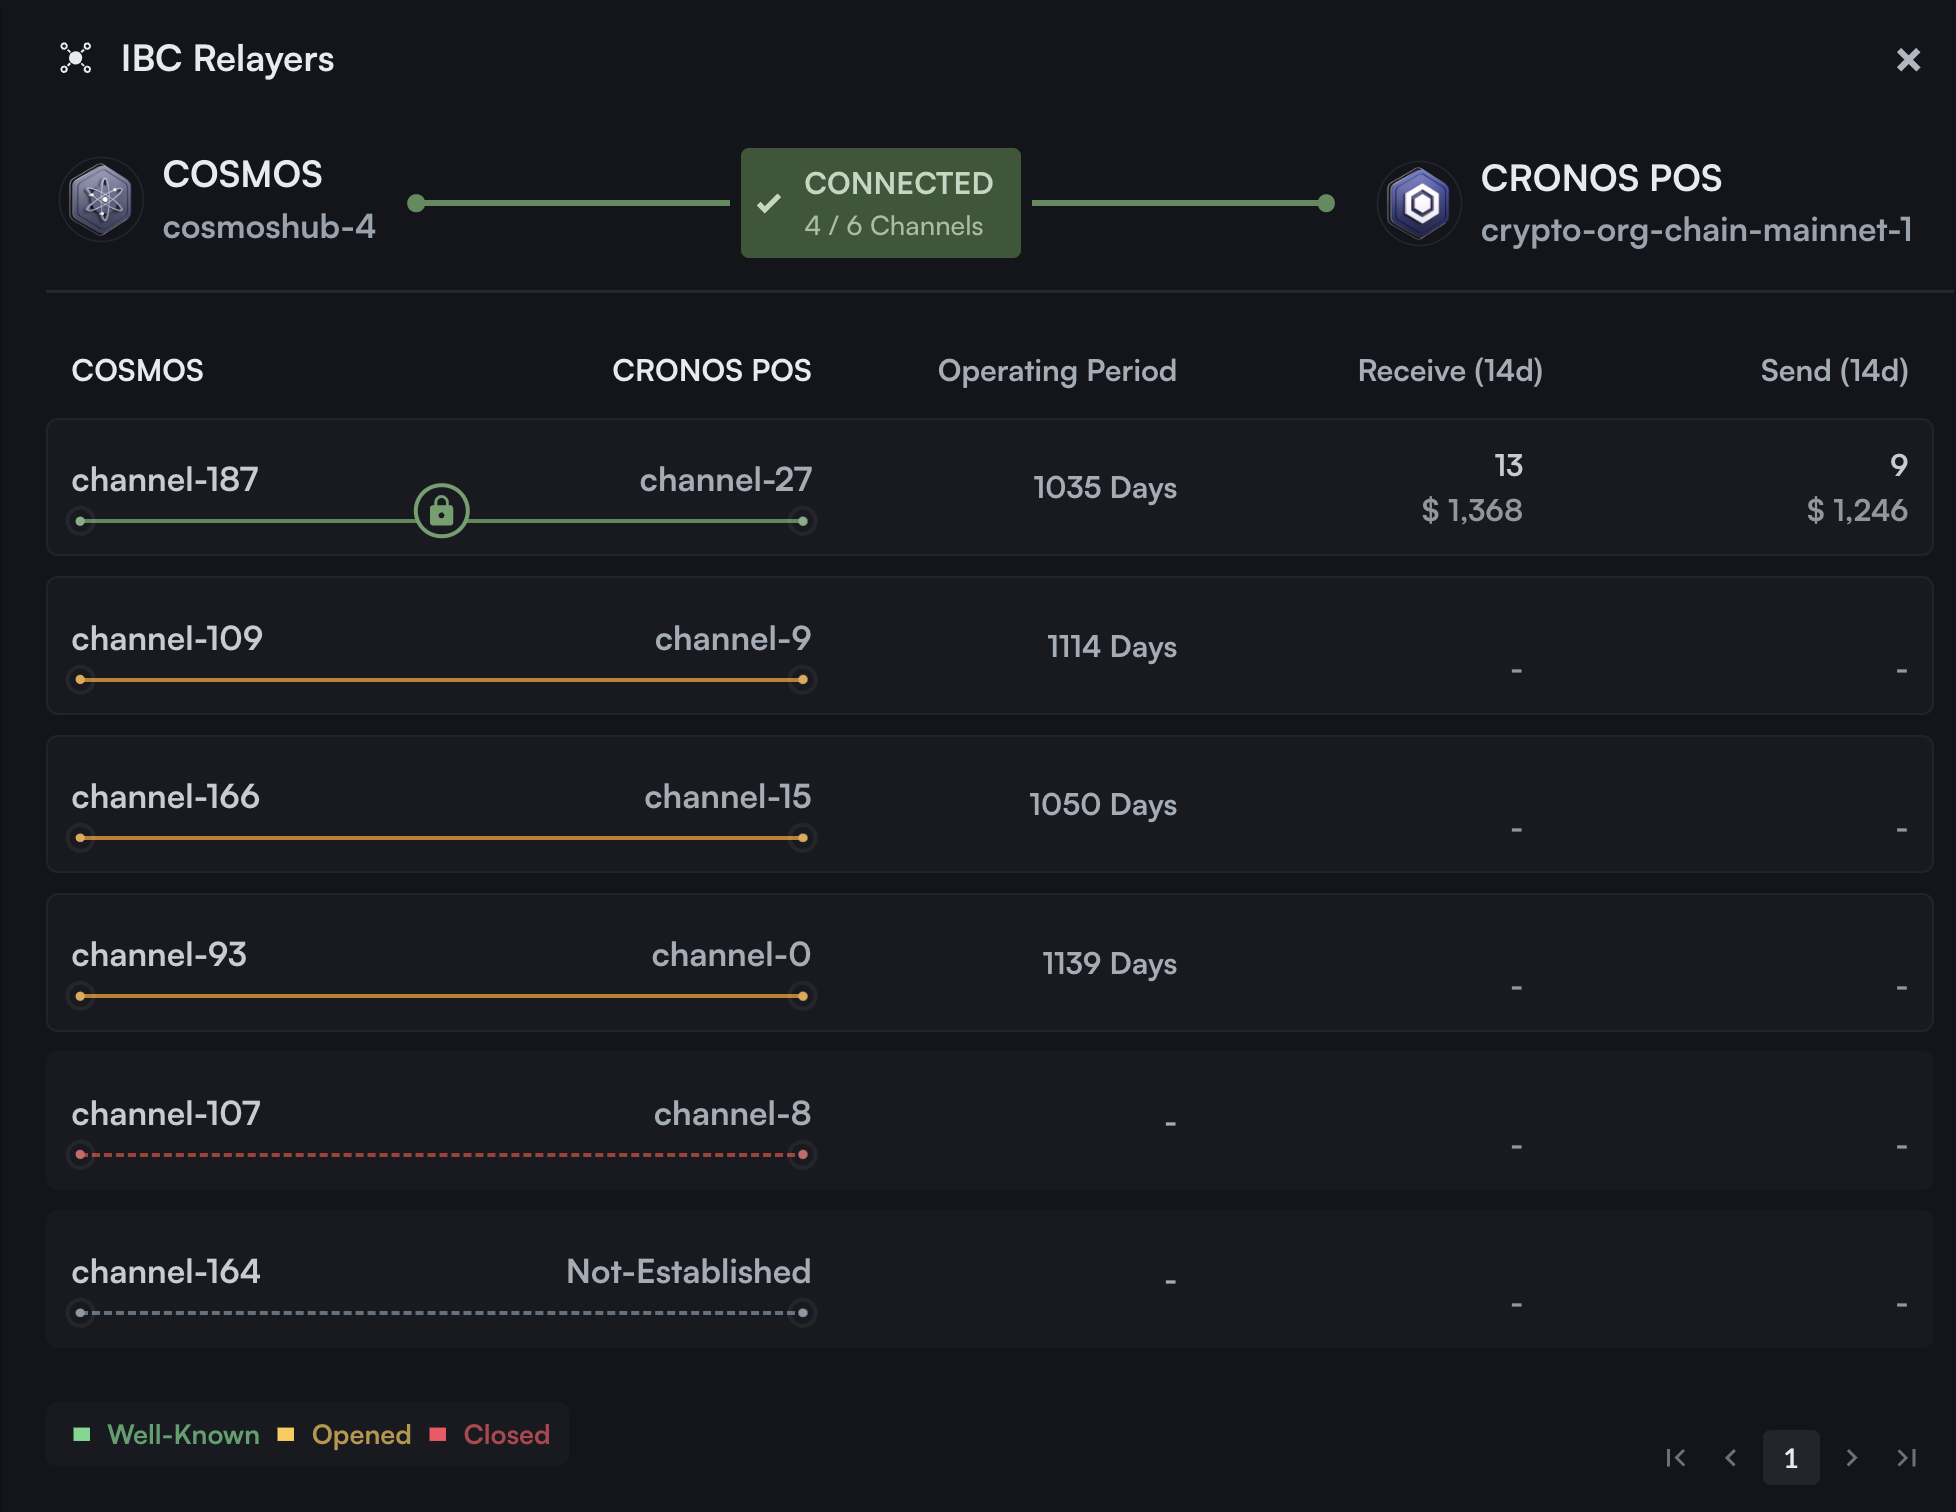 IBC Relayers
COSMOS
cosmoshub-4
CONNECTED
4 / 6 Channels
CRONOS POS
crypto-org-chain-mainnet-1
COSMOS CRONOS POS Operating Period Receive (14d) Send (14d)
channel-187 channel-27 1035 Days 13 9
$ 1,368 $ 1,246
channel-109 channel-9 1114 Days - -
channel-166 channel-15 1050 Days - -
channel-93 channel-0 1139 Days - -
channel-107 channel-8 - - -
channel-164 Not-Established - - -
Well-Known Opened Closed
1